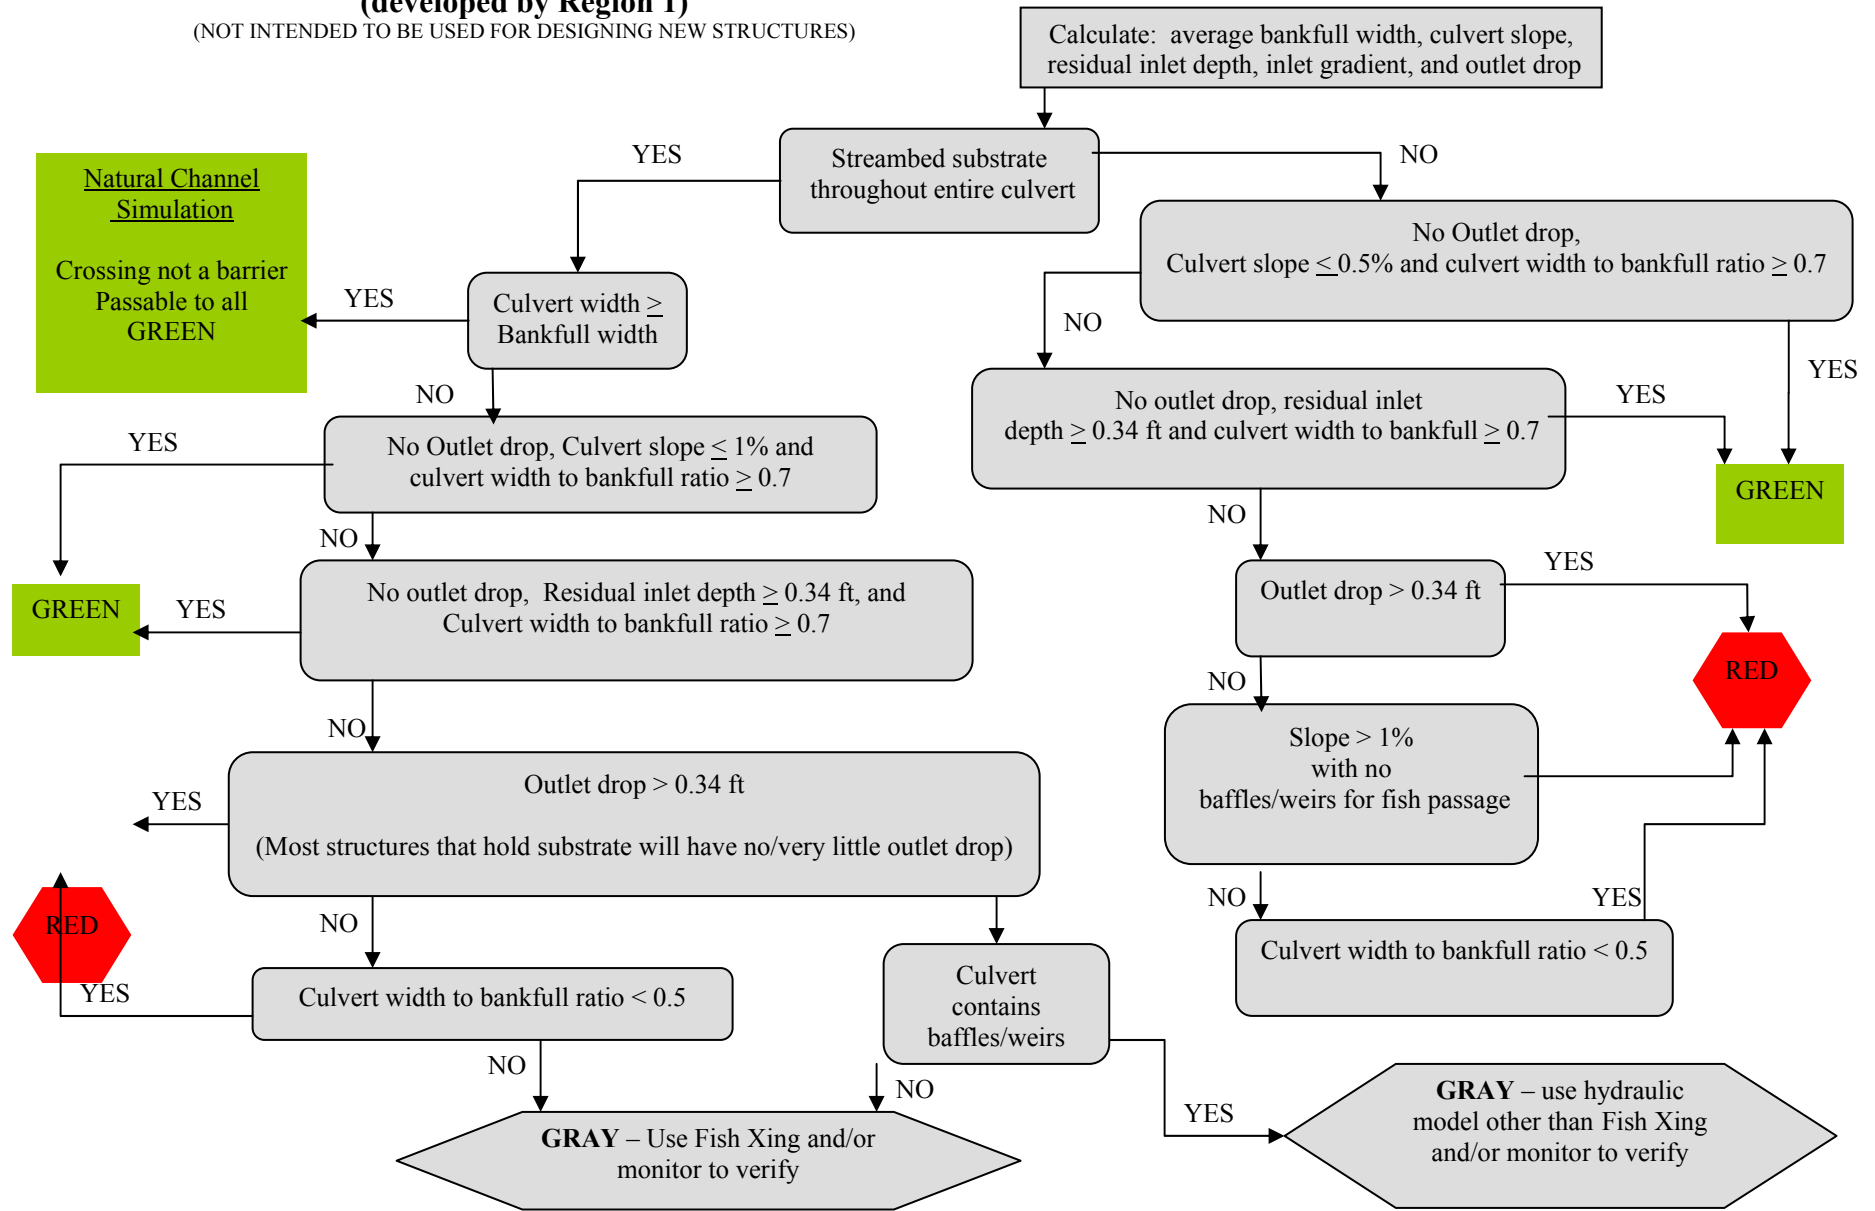 (developed by Region 1)
(NOT INTENDED TO BE USED FOR DESIGNING NEW STRUCTURES)
Calculate: average bankfull width, culvert slope,
residual inlet depth, inlet gradient, and outlet drop
YES
Streambed substrate
throughout entire culvert
NO
Natural Channel
Simulation
Crossing not a barrier
Passable to all
GREEN
No Outlet drop,
Culvert slope ≤ 0.5% and culvert width to bankfull ratio ≥ 0.7
YES
Culvert width ≥
Bankfull width
NO
YES
NO
No outlet drop, residual inlet
depth ≥ 0.34 ft and culvert width to bankfull ≥ 0.7
YES
YES
No Outlet drop, Culvert slope ≤ 1% and
culvert width to bankfull ratio ≥ 0.7
GREEN
NO
NO
GREEN
YES
No outlet drop, Residual inlet depth ≥ 0.34 ft, and
Culvert width to bankfull ratio ≥ 0.7
Outlet drop > 0.34 ft
YES
RED
NO
NO
Slope > 1%
with no
baffles/weirs for fish passage
YES
Outlet drop > 0.34 ft
(Most structures that hold substrate will have no/very little outlet drop)
RED
NO
NO
YES
Culvert width to bankfull ratio < 0.5
YES
Culvert width to bankfull ratio < 0.5
Culvert
contains
baffles/weirs
NO
NO
YES
GRAY – Use Fish Xing and/or
monitor to verify
GRAY – use hydraulic
model other than Fish Xing
and/or monitor to verify